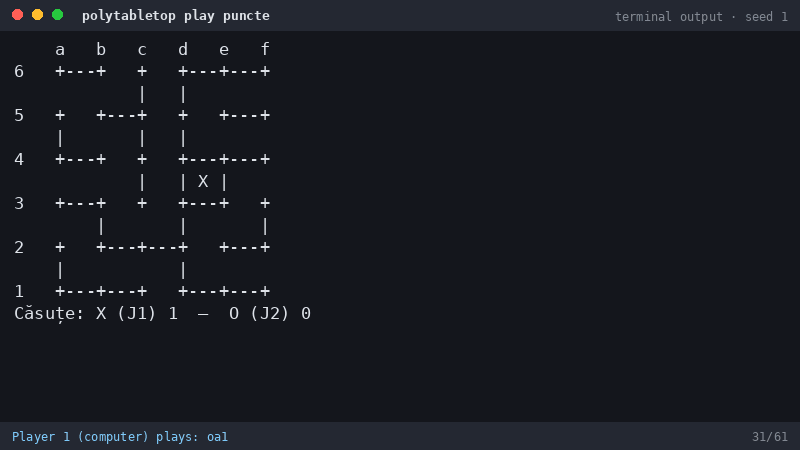 polytabletop play puncte
terminal output · seed 1
    a   b   c   d   e   f
6   +---+   +   +---+---+
            |   |
5   +   +---+   +   +---+
    |       |   |
4   +---+   +   +---+---+
            |   | X |
3   +---+   +   +---+   +
        |       |       |
2   +   +---+---+   +---+
    |           |
1   +---+---+   +---+---+
Căsuțe: X (J1) 1  —  O (J2) 0
Player 1 (computer) plays: oa1
31/61